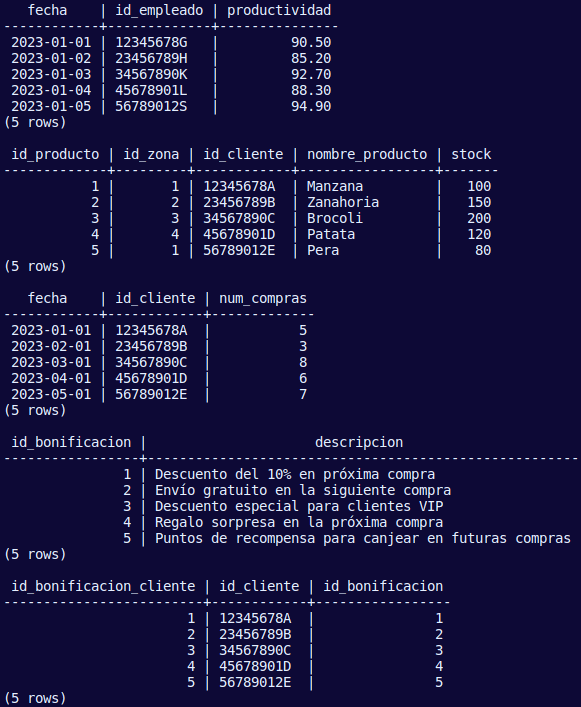 fecha    | id_empleado | productividad
------------+-------------+---------------
 2023-01-01 | 12345678G   |         90.50
 2023-01-02 | 23456789H   |         85.20
 2023-01-03 | 34567890K   |         92.70
 2023-01-04 | 45678901L   |         88.30
 2023-01-05 | 56789012S   |         94.90
(5 rows)

 id_producto | id_zona | id_cliente | nombre_producto | stock
-------------+---------+------------+-----------------+-------
           1 |       1 | 12345678A  | Manzana         |   100
           2 |       2 | 23456789B  | Zanahoria       |   150
           3 |       3 | 34567890C  | Brocoli         |   200
           4 |       4 | 45678901D  | Patata          |   120
           5 |       1 | 56789012E  | Pera            |    80
(5 rows)

   fecha    | id_cliente | num_compras
------------+------------+-------------
 2023-01-01 | 12345678A  |           5
 2023-02-01 | 23456789B  |           3
 2023-03-01 | 34567890C  |           8
 2023-04-01 | 45678901D  |           6
 2023-05-01 | 56789012E  |           7
(5 rows)

 id_bonificacion |                     descripcion
-----------------+------------------------------------------------------
               1 | Descuento del 10% en próxima compra
               2 | Envío gratuito en la siguiente compra
               3 | Descuento especial para clientes VIP
               4 | Regalo sorpresa en la próxima compra
               5 | Puntos de recompensa para canjear en futuras compras
(5 rows)

 id_bonificacion_cliente | id_cliente | id_bonificacion
-------------------------+------------+-----------------
                       1 | 12345678A  |               1
                       2 | 23456789B  |               2
                       3 | 34567890C  |               3
                       4 | 45678901D  |               4
                       5 | 56789012E  |               5
(5 rows)